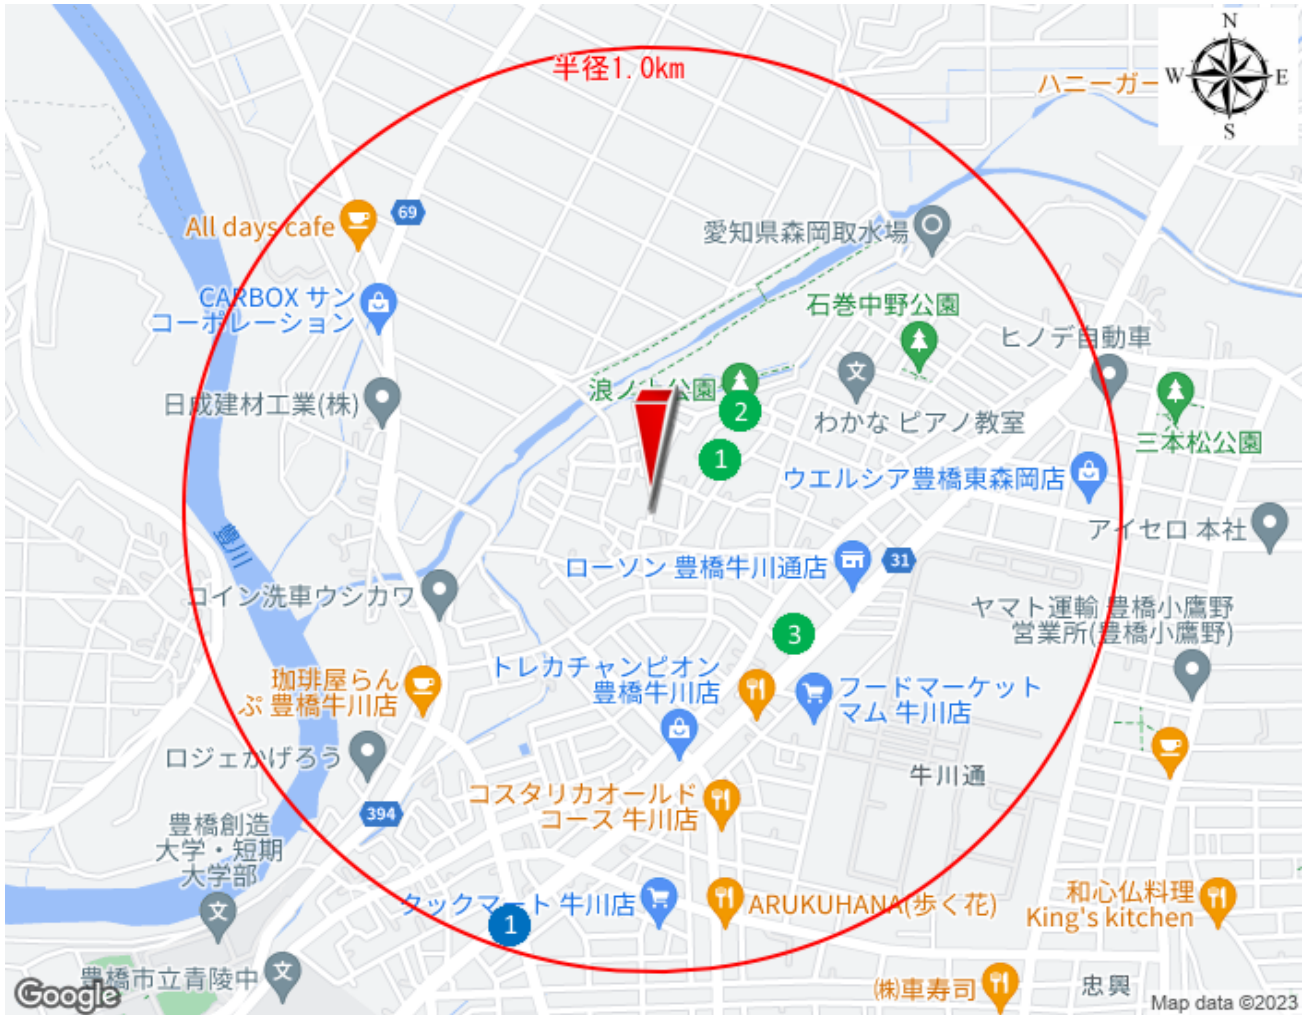 半径1.0km
N
W
E
S
ハニーガー
69
All days cafe
愛知県森岡取水場
CARBOX サン
コーポレーション
石巻中野公園
ヒノデ自動車
浪ノ上公園
2
日成建材工業(株)
わかな ピアノ教室
三本松公園
1
ウエルシア豊橋東森岡店
アイセロ 本社
豊川
ローソン 豊橋牛川通店
31
コイン洗車ウシカワ
ヤマト運輸 豊橋小鷹野
営業所(豊橋小鷹野)
3
トレカチャンピオン
豊橋牛川店
珈琲屋らん
ぷ 豊橋牛川店
フードマーケット
マム 牛川店
ロジェかげろう
牛川通
コスタリカオールド
コース 牛川店
394
豊橋創造
大学・短期
大学部
クックマート 牛川店
ARUKUHANA(歩く花)
和心仏料理
King's kitchen
1
豊橋市立青陵中
㈱車寿司
忠興
Google
Map data ©2023